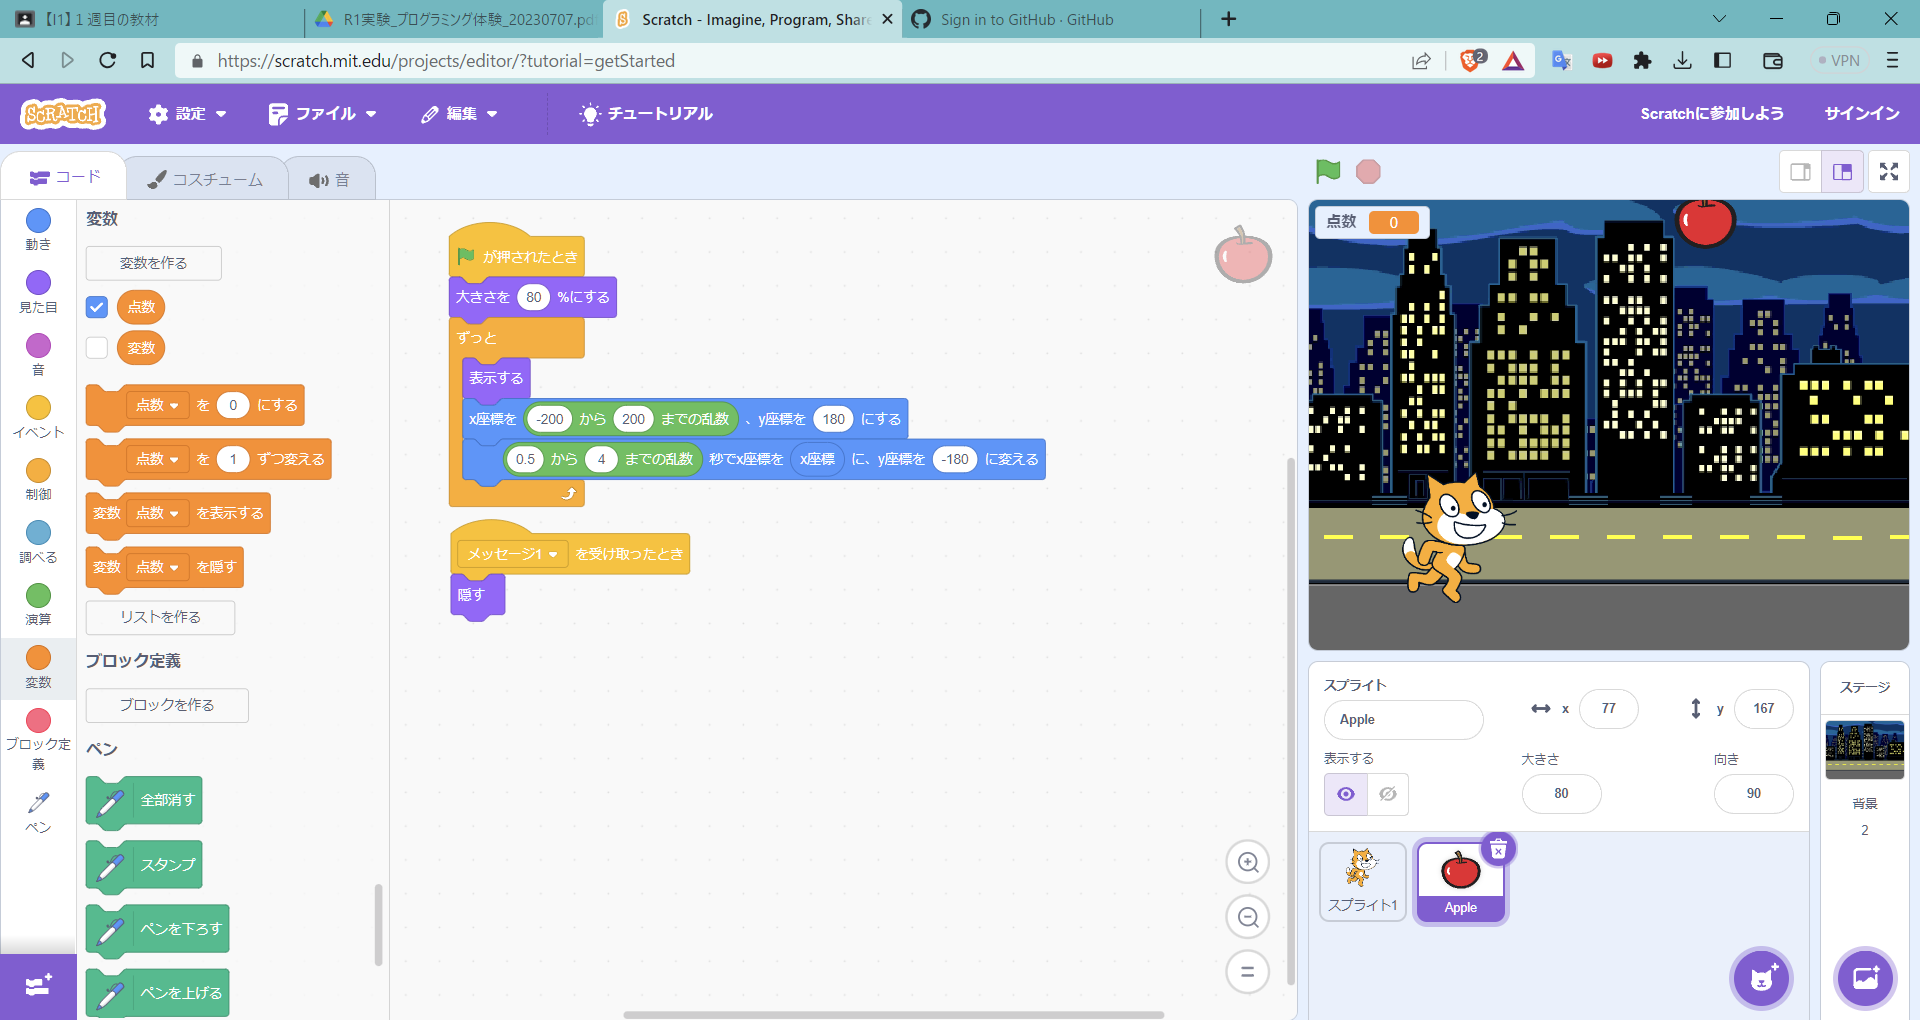 【I1】1 週目の教材
R1実験_プログラミング体験_20230707.pdf
Scratch - Imagine, Program, Share
Sign in to GitHub · GitHub
https://scratch.mit.edu/projects/editor/?tutorial=getStarted
2
VPN
SCRATCH
設定
ファイル
編集
チュートリアル
Scratchに参加しよう
サインイン
コード
コスチューム
音
動き
見た目
音
イベント
制御
調べる
演算
変数
ブロック定義
ペン
変数
変数を作る
点数
変数
点数 を 0 にする
点数 を 1 ずつ変える
変数 点数 を表示する
変数 点数 を隠す
リストを作る
ブロック定義
ブロックを作る
ペン
全部消す
スタンプ
ペンを下ろす
ペンを上げる
が押されたとき
大きさを 80 %にする
ずっと
表示する
x座標を -200 から 200 までの乱数 、y座標を 180 にする
0.5 から 4 までの乱数 秒でx座標を x座標 に、y座標を -180 に変える
メッセージ1 を受け取ったとき
隠す
点数 0
スプライト
Apple
x 77
y 167
表示する
大きさ
80
向き
90
スプライト1
Apple
ステージ
背景
2